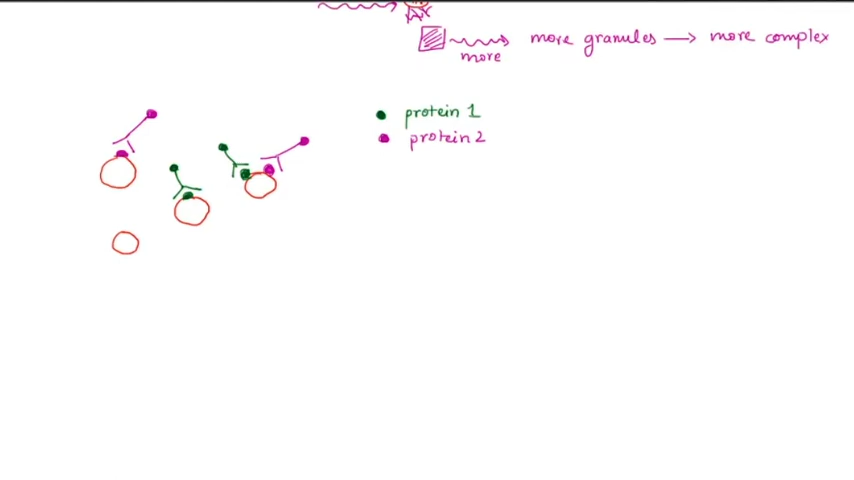 more granules → more complex
more
protein 1
protein 2